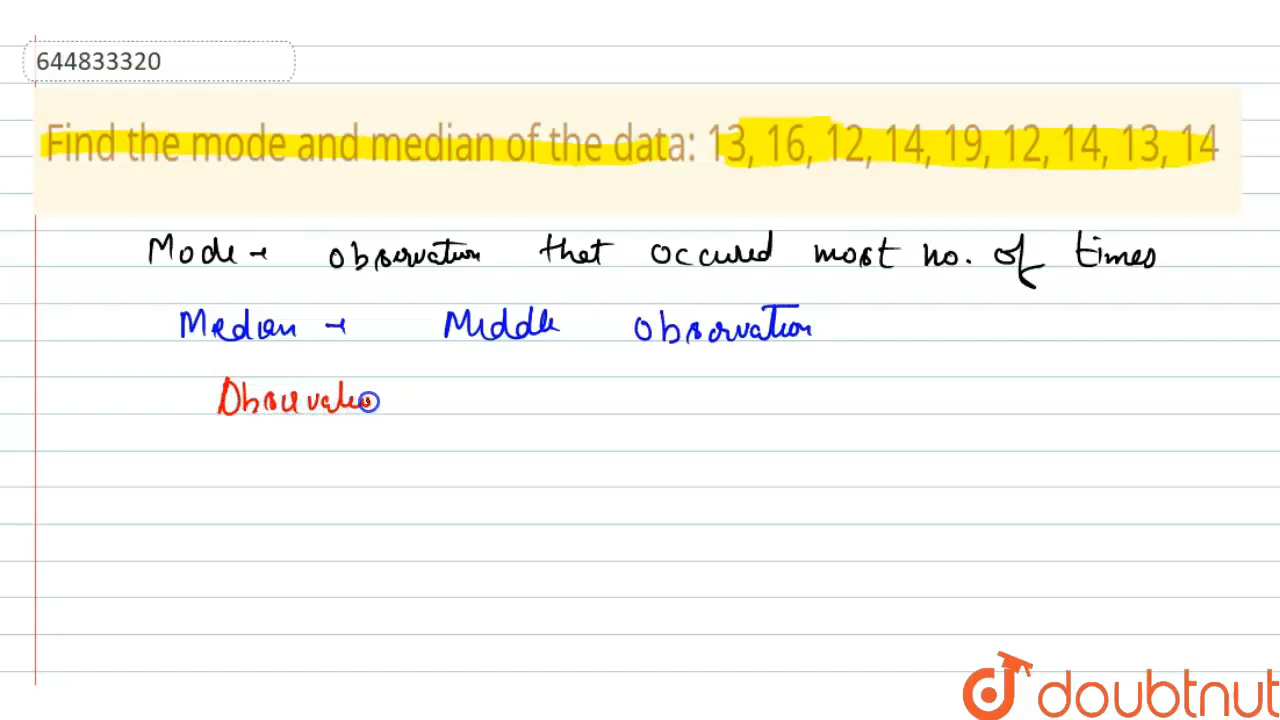 644833320
Find the mode and median of the data: 13, 16, 12, 14, 19, 12, 14, 13, 14
Mode → observation that occured most no. of times
Median → Middle observation
doubtnut